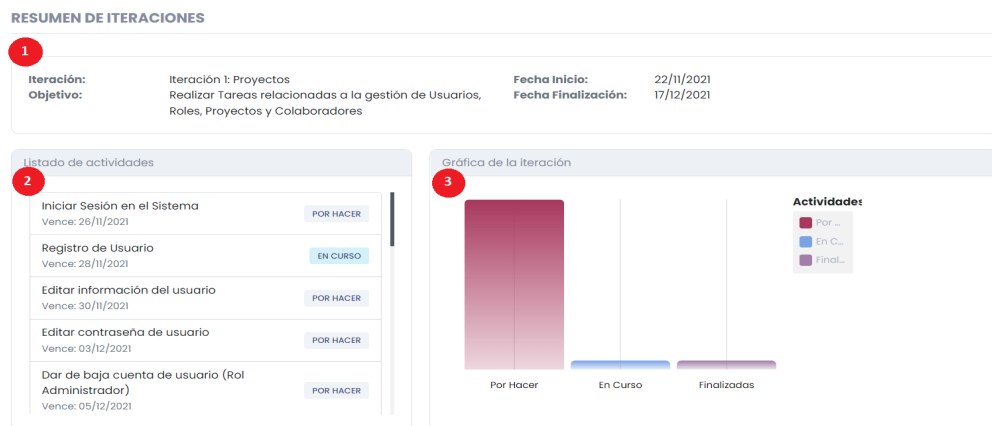 RESUMEN DE ITERACIONES
1
Iteración: Iteración 1: Proyectos Fecha Inicio: 22/11/2021
Objetivo: Realizar Tareas relacionadas a la gestión de Usuarios, Fecha Finalización: 17/12/2021
Roles, Proyectos y Colaboradores
Listado de actividades
2
Iniciar Sesión en el Sistema
POR HACER
Vence: 26/11/2021
Registro de Usuario
EN CURSO
Vence: 28/11/2021
Editar información del usuario
POR HACER
Vence: 30/11/2021
Editar contraseña de usuario
POR HACER
Vence: 03/12/2021
Dar de baja cuenta de usuario (Rol
Administrador)
POR HACER
Vence: 05/12/2021
Gráfica de la iteración
3
Actividades
Por ...
En C...
Final...
Por Hacer En Curso Finalizadas